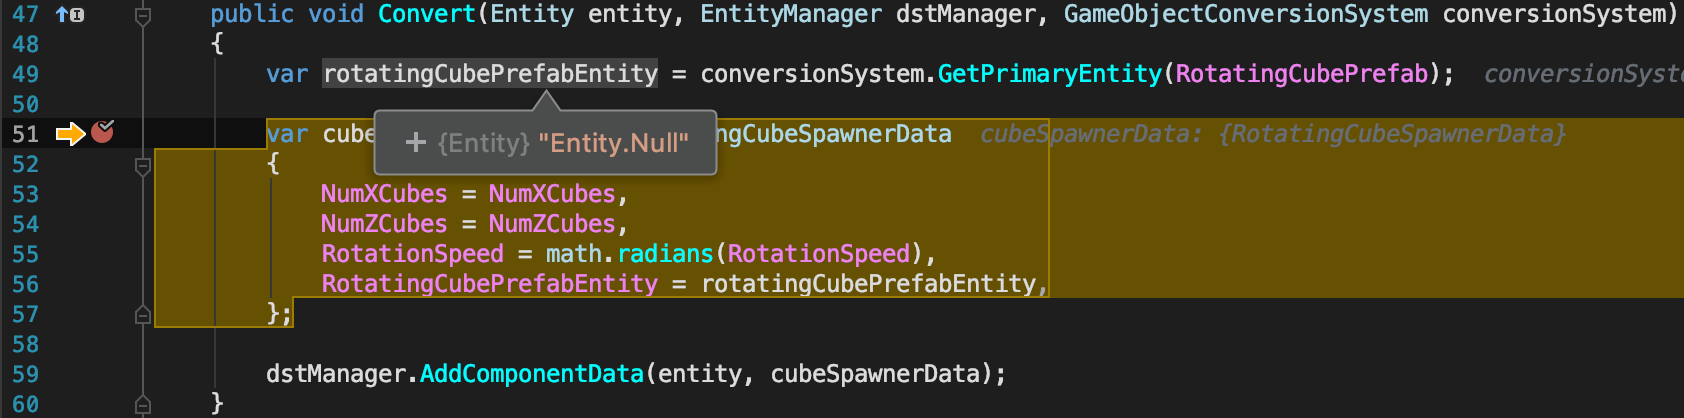 47 public void Convert(Entity entity, EntityManager dstManager, GameObjectConversionSystem conversionSystem)
48 {
49 var rotatingCubePrefabEntity = conversionSystem.GetPrimaryEntity(RotatingCubePrefab); conversionSyste
50
51 var cube ngCubeSpawnerData cubeSpawnerData: {RotatingCubeSpawnerData}
+ {Entity} "Entity.Null"
52 {
53 NumXCubes = NumXCubes,
54 NumZCubes = NumZCubes,
55 RotationSpeed = math.radians(RotationSpeed),
56 RotatingCubePrefabEntity = rotatingCubePrefabEntity,
57 };
58
59 dstManager.AddComponentData(entity, cubeSpawnerData);
60 }